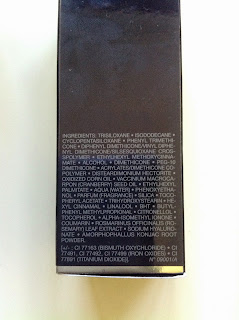 INGREDIENTS: TRISILOXANE • ISODODECANE •
CYCLOPENTASILOXANE • PHENYL TRIMETHI-
CONE • DIPHENYL DIMETHICONE/VINYL DIPHE-
NYL DIMETHICONE/SILSESQUIOXANE CROS-
SPOLYMER • ETHYLHEXYL METHOXYCINNA-
MATE • ALCOHOL • DIMETHICONE • PEG-10
DIMETHICONE • ACRYLATES/DIMETHICONE CO-
POLYMER • DISTEARDIMONIUM HECTORITE •
OXIDIZED CORN OIL • VACCINIUM MACROCA-
RPON (CRANBERRY) SEED OIL • ETHYLHEXYL
PALMITATE • AQUA (WATER) • PHENOXYETHA-
NOL • PARFUM (FRAGRANCE) • SILICA • TOCO-
PHERYL ACETATE • TRIHYDROXYSTEARIN • HE-
XYL CINNAMAL • LINALOOL • BHT • BUTYL-
PHENYL METHYLPROPIONAL • CITRONELLOL •
TOCOPHEROL • ALPHA-ISOMETHYL IONONE •
COUMARIN • ROSMARINUS OFFICINALIS (RO-
SEMARY) LEAF EXTRACT • SODIUM HYALURO-
NATE • AMORPHOPHALLUS KONJAC ROOT
POWDER.
[+/- : CI 77163 (BISMUTH OXYCHLORIDE) • CI
77491, CI 77492, CI 77499 (IRON OXIDES) • CI
77891 (TITANIUM DIOXIDE)].